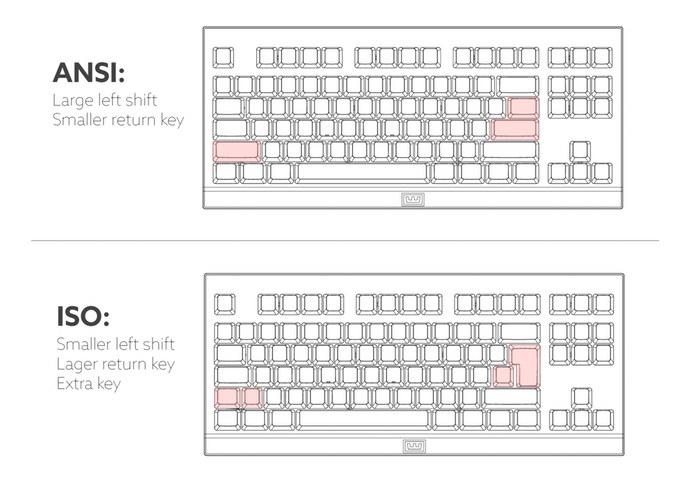 ANSI:
Large left shift
Smaller return key
ISO:
Smaller left shift
Lager return key
Extra key